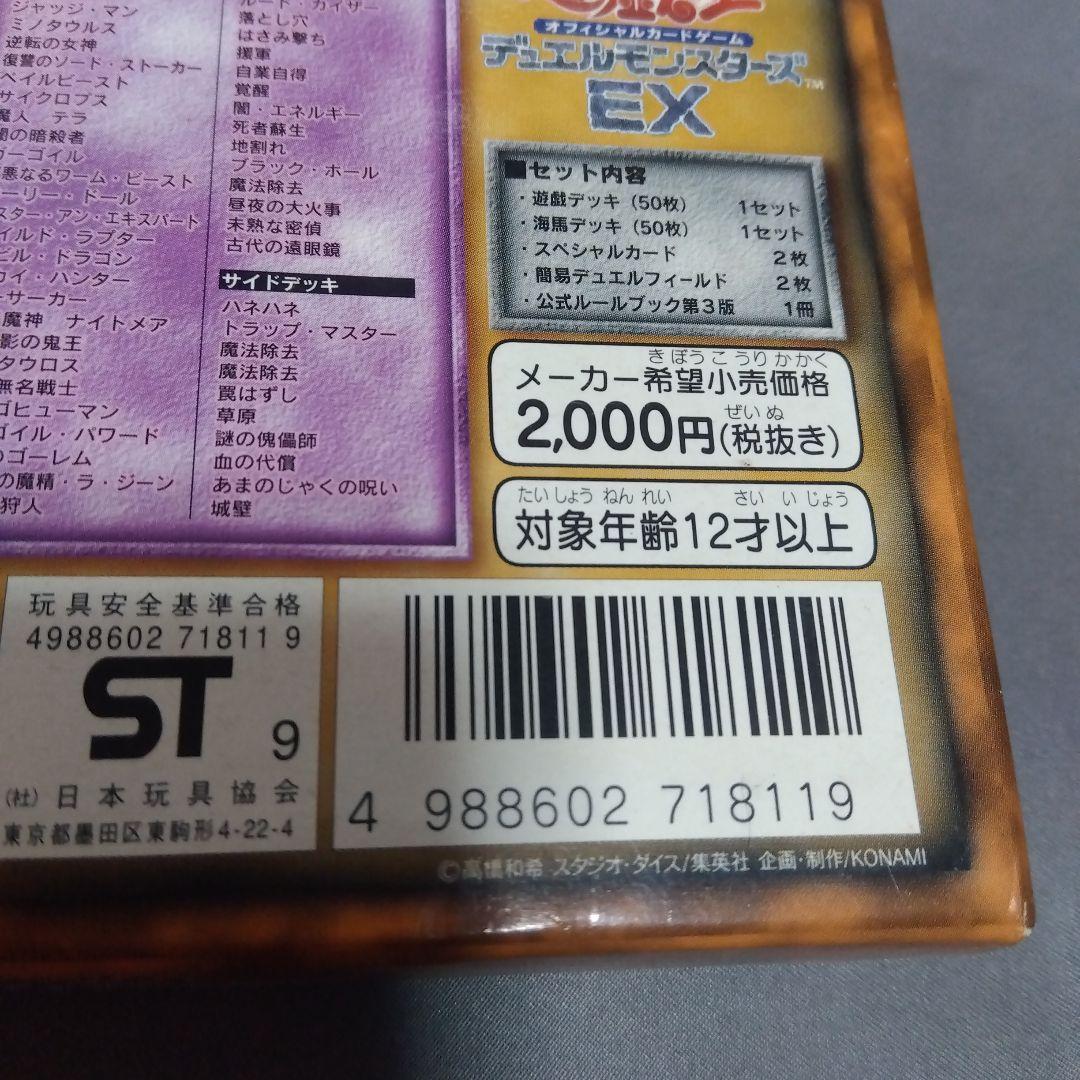 ジャッジ・マン
ミノタウルス
逆転の女神
復讐のソード・ストーカー
ペイルビースト
サイクロプス
魔人 テラ
闇の暗殺者
ガーゴイル
悪なるワーム・ビースト
ーリー・ドール
スター・アン・エキスパート
イルド・ラプター
ビル・ドラゴン
カイ・ハンター
ーサーカー
魔神 ナイトメア
影の鬼王
タウロス
無名戦士
ゴヒューマン
ゴイル・パワード
のゴーレム
の魔精・ラ・ジーン
狩人
ルード・カイザー
落とし穴
はさみ撃ち
援軍
自業自得
覚醒
闇・エネルギー
死者蘇生
地割れ
ブラック・ホール
魔法除去
昼夜の大火事
未熟な密偵
古代の遠眼鏡
サイドデッキ
ハネハネ
トラップ・マスター
魔法除去
魔法除去
罠はずし
草原
謎の傀儡師
血の代償
あまのじゃくの呪い
城壁
オフィシャルカードゲーム
デュエルモンスターズ™
EX
■セット内容
・遊戯デッキ(50枚) 1セット
・海馬デッキ(50枚) 1セット
・スペシャルカード 2枚
・簡易デュエルフィールド 2枚
・公式ルールブック第3版 1冊
きぼうこうりかかく
メーカー希望小売価格
ぜいぬ
2,000円(税抜き)
たいしょうねんれい さいいじょう
対象年齢12才以上
玩具安全基準合格
4988602 71811 9
ST 9
(社)日本玩具協会
東京都墨田区東駒形4-22-4
4 988602 718119
©高橋和希 スタジオ・ダイス/集英社 企画・制作/KONAMI